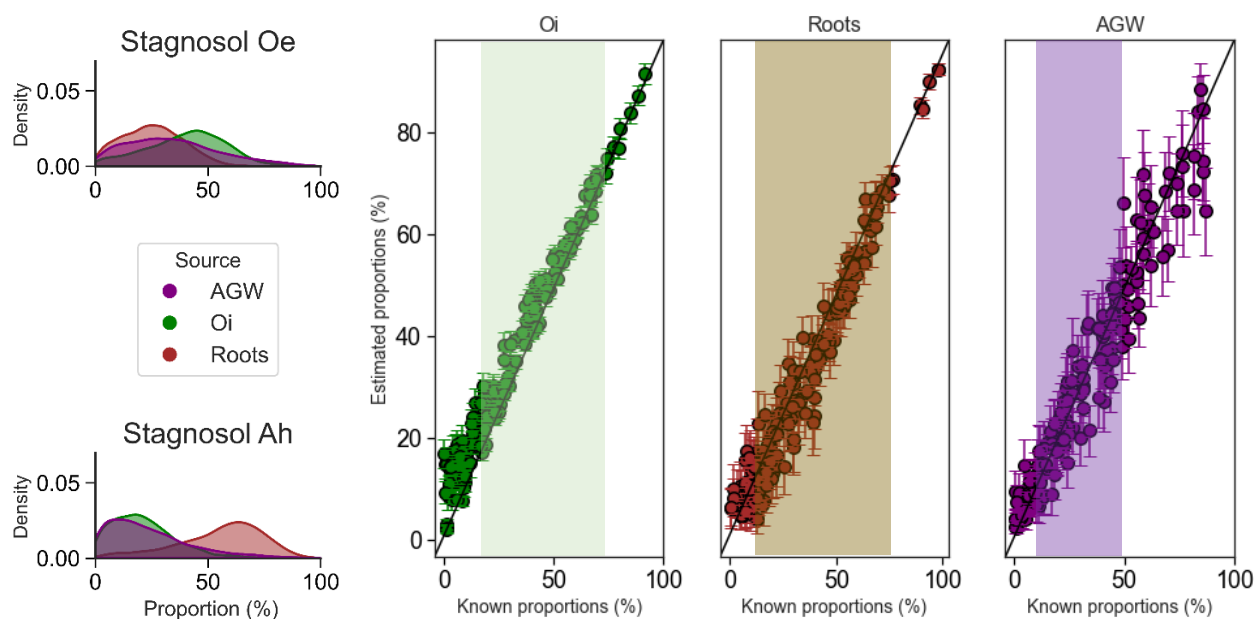 Stagnosol Oe
Density
0.05
0.00
0 50 100
Source
AGW
Oi
Roots
Stagnosol Ah
Density
0.05
0.00
0 50 100
Proportion (%)
Oi
Estimated proportions (%)
80
60
40
20
0
0 50 100
Known proportions (%)
Roots
0 50 100
Known proportions (%)
AGW
0 50 100
Known proportions (%)